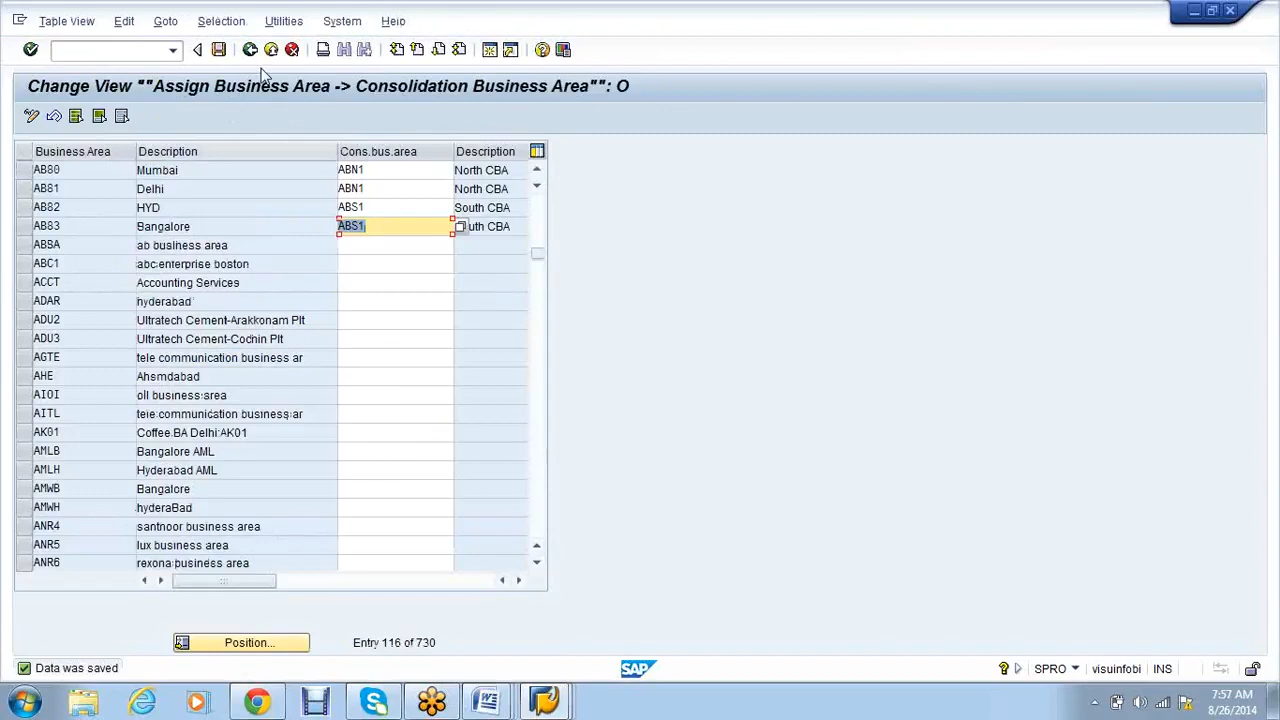 Table View Edit Goto Selection Utilities System Help
Change View ""Assign Business Area -> Consolidation Business Area"": O
Business Area Description Cons.bus.area Description
AB80 Mumbai ABN1 North CBA
AB81 Delhi ABN1 North CBA
AB82 HYD ABS1 South CBA
AB83 Bangalore ABS1 uth CBA
ABBA ab business area
ABC1 abc enterprise boston
ACCT Accounting Services
ADAR hyderabad
ADU2 Ultratech Cement-Arakkonam Plt
ADU3 Ultratech Cement-Cochin Plt
AGTE tele communication business ar
AHE Ahsmdabad
AIOI oil business area
AITL tele communication business ar
AK01 Coffee BA Delhi AK01
AMLB Bangalore AML
AMLH Hyderabad AML
AMWB Bangalore
AMWH hyderaBad
ANR4 santnoor business area
ANR5 lux business area
ANR6 rexona business area
Position... Entry 116 of 730
Data was saved SAP SPRO visuinfobi INS
7:57 AM
8/26/2014